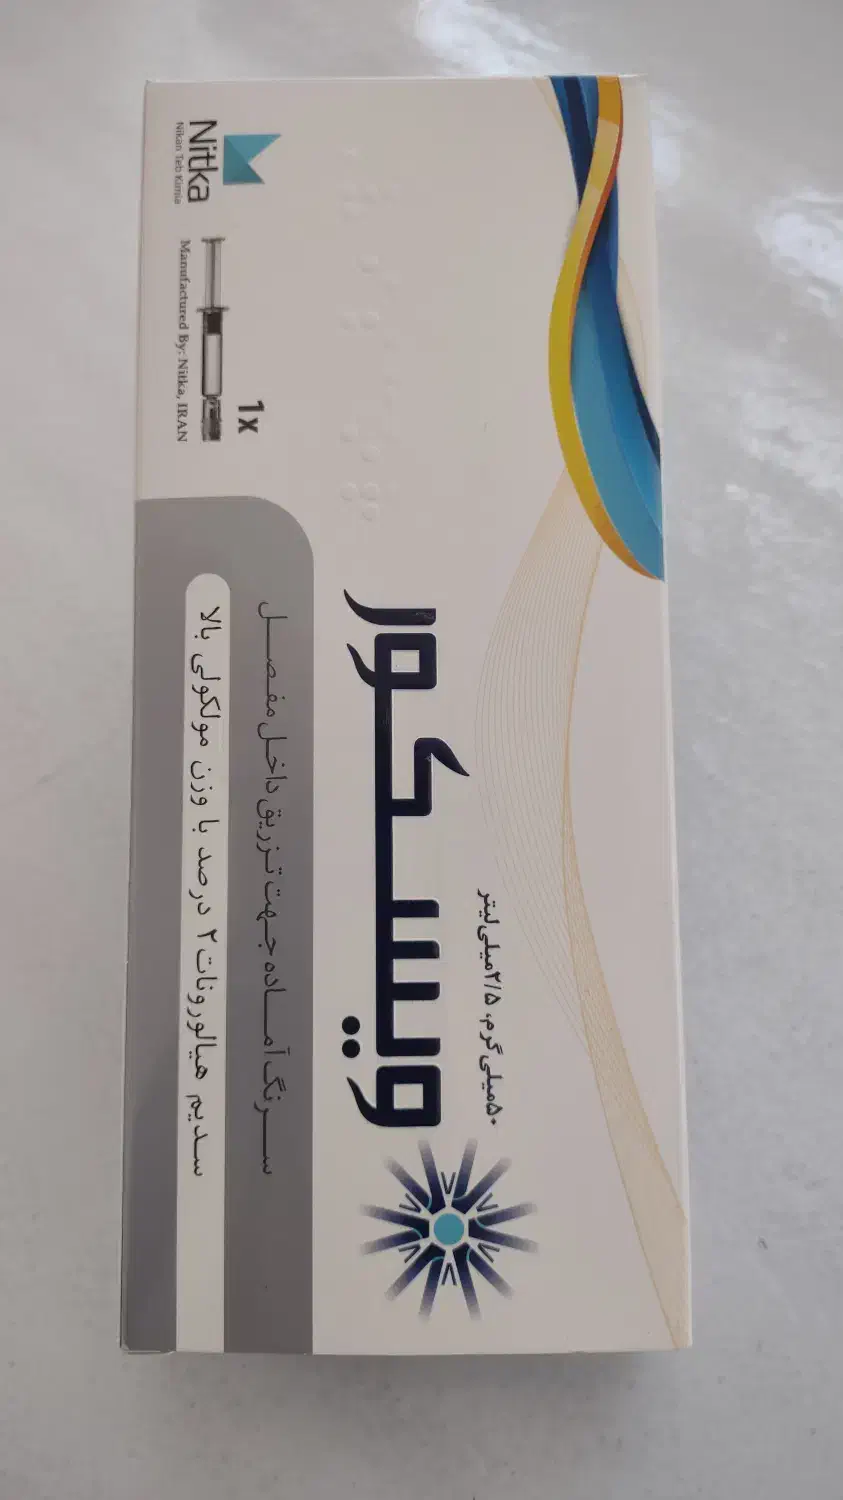 ۵۰میلی گرم، ۲/۵میلی لیتر
ویسکور
سرنگ آماده جهت تزریق داخل مفصل
سدیم هیالورونات ۲ درصد با وزن مولکولی بالا
1x
Nitka
Nikan Teb Kimia
Manufactured By: Nitka, IRAN